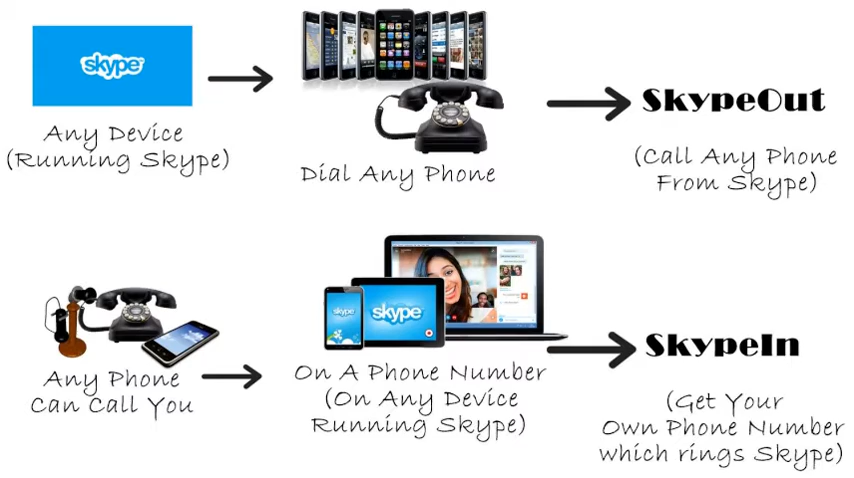 skype
Any Device
(Running Skype)
Dial Any Phone
SkypeOut
(Call Any Phone
From Skype)
Any Phone
Can Call You
skype
skype
On A Phone Number
(On Any Device
Running Skype)
SkypeIn
(Get Your
Own Phone Number
which rings Skype)